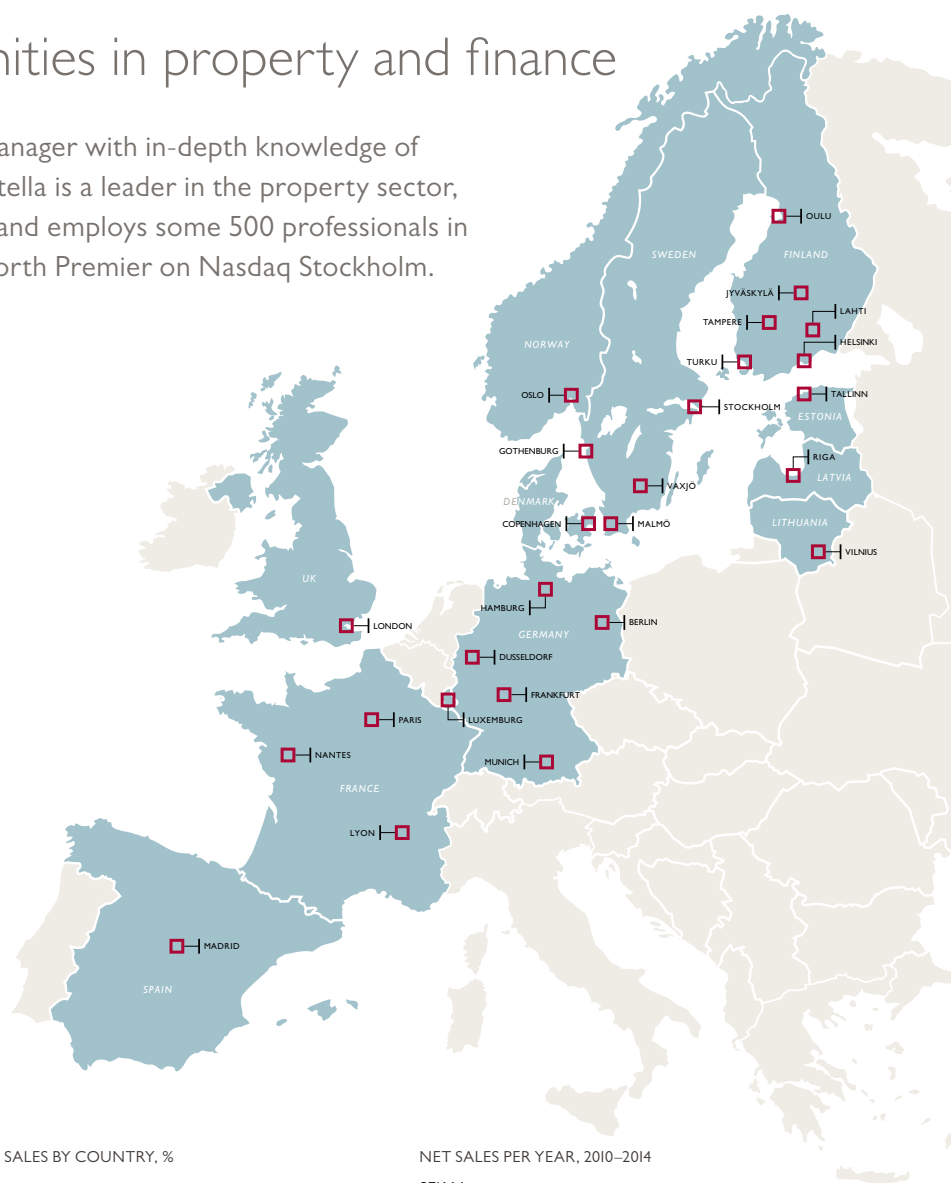 nities in property and finance
anager with in-depth knowledge of
tella is a leader in the property sector,
and employs some 500 professionals in
orth Premier on Nasdaq Stockholm.
OULU
SWEDEN
FINLAND
JYVÄSKYLÄ
LAHTI
TAMPERE
HELSINKI
NORWAY
TURKU
OSLO
TALLINN
STOCKHOLM
ESTONIA
GOTHENBURG
RIGA
LATVIA
VÄXJÖ
DENMARK
COPENHAGEN
MALMÖ
LITHUANIA
VILNIUS
UK
HAMBURG
BERLIN
LONDON
GERMANY
DUSSELDORF
FRANKFURT
PARIS
LUXEMBURG
NANTES
MUNICH
FRANCE
LYON
MADRID
SPAIN
SALES BY COUNTRY, %
NET SALES PER YEAR, 2010–2014